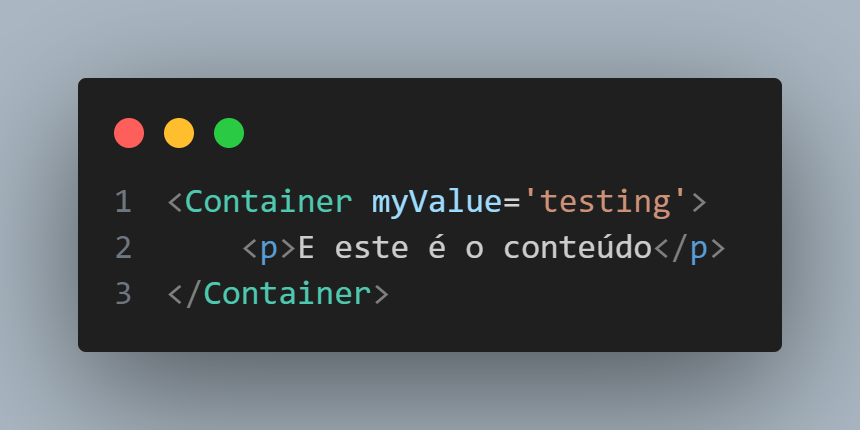 1 <Container myValue='testing'>
2     <p>E este é o conteúdo</p>
3 </Container>